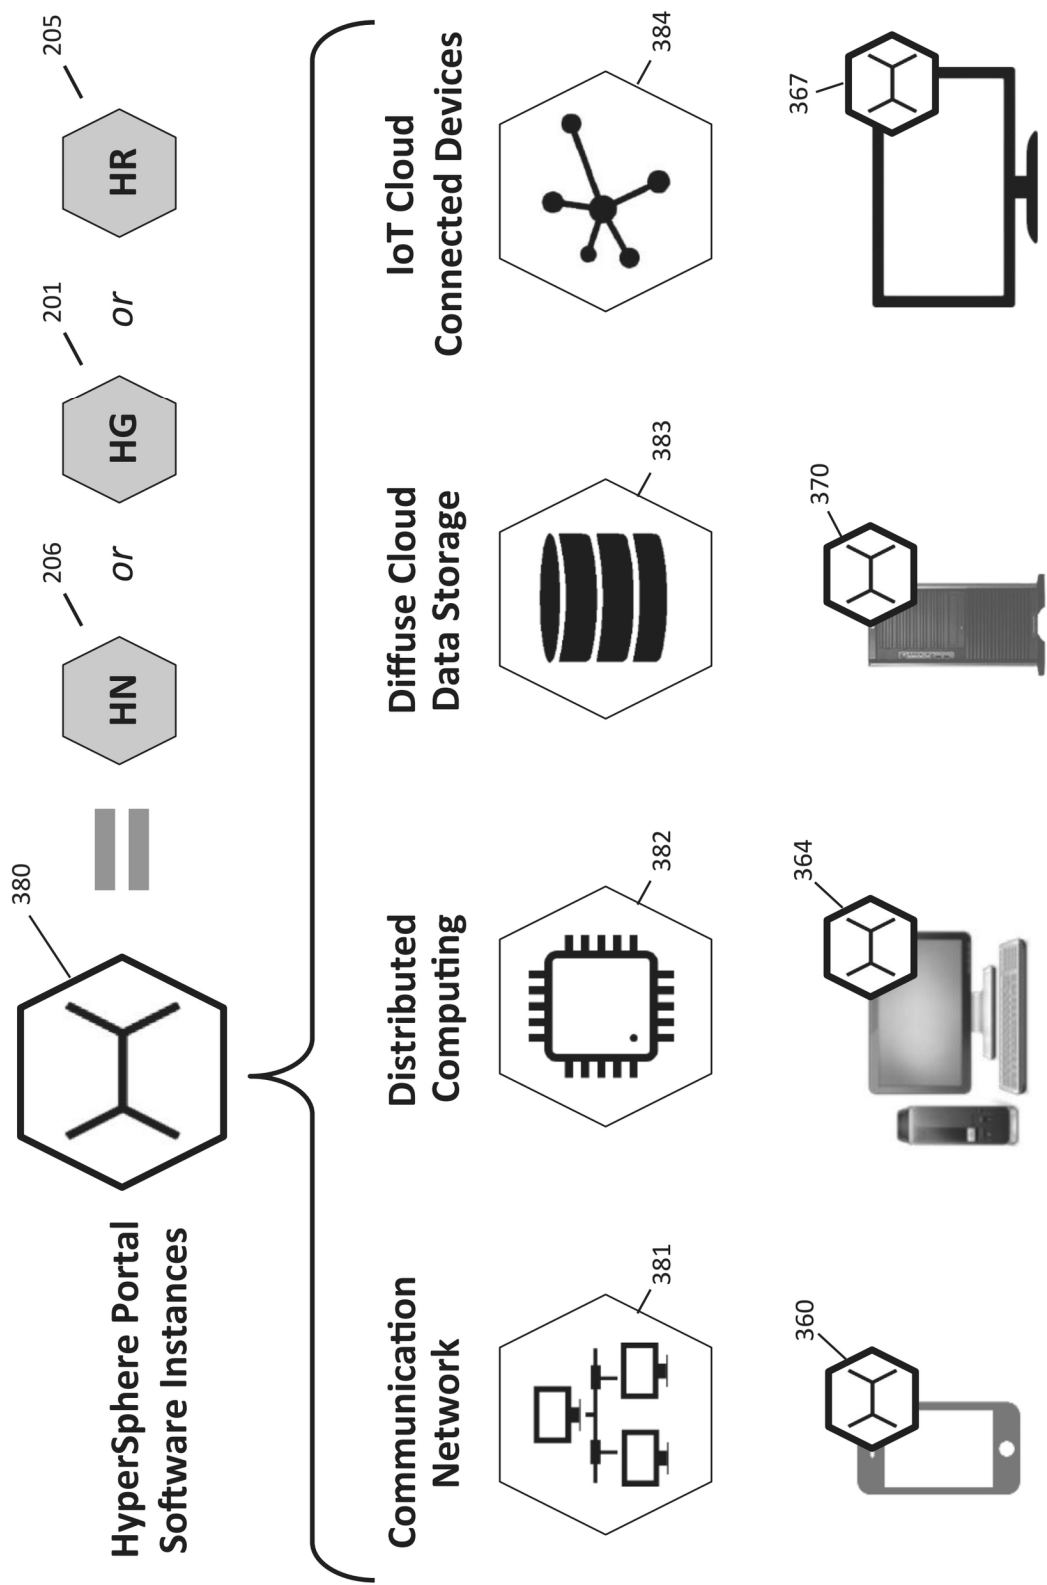 HyperSphere Portal
Software Instances
380
HN
206
or
HG
201
or
HR
205
Communication
Network
Distributed
Computing
Diffuse Cloud
Data Storage
IoT Cloud
Connected Devices
381
382
383
384
360
364
370
367